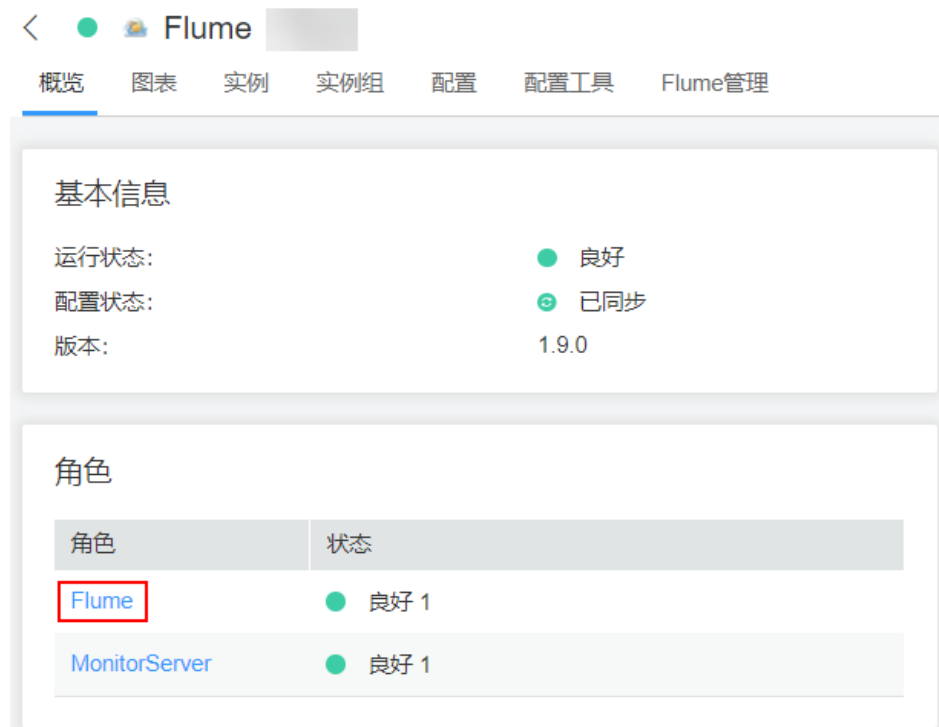 Flume
概览 图表 实例 实例组 配置 配置工具 Flume管理
基本信息
运行状态: 良好
配置状态: 已同步
版本: 1.9.0
角色
角色 状态
Flume 良好 1
MonitorServer 良好 1